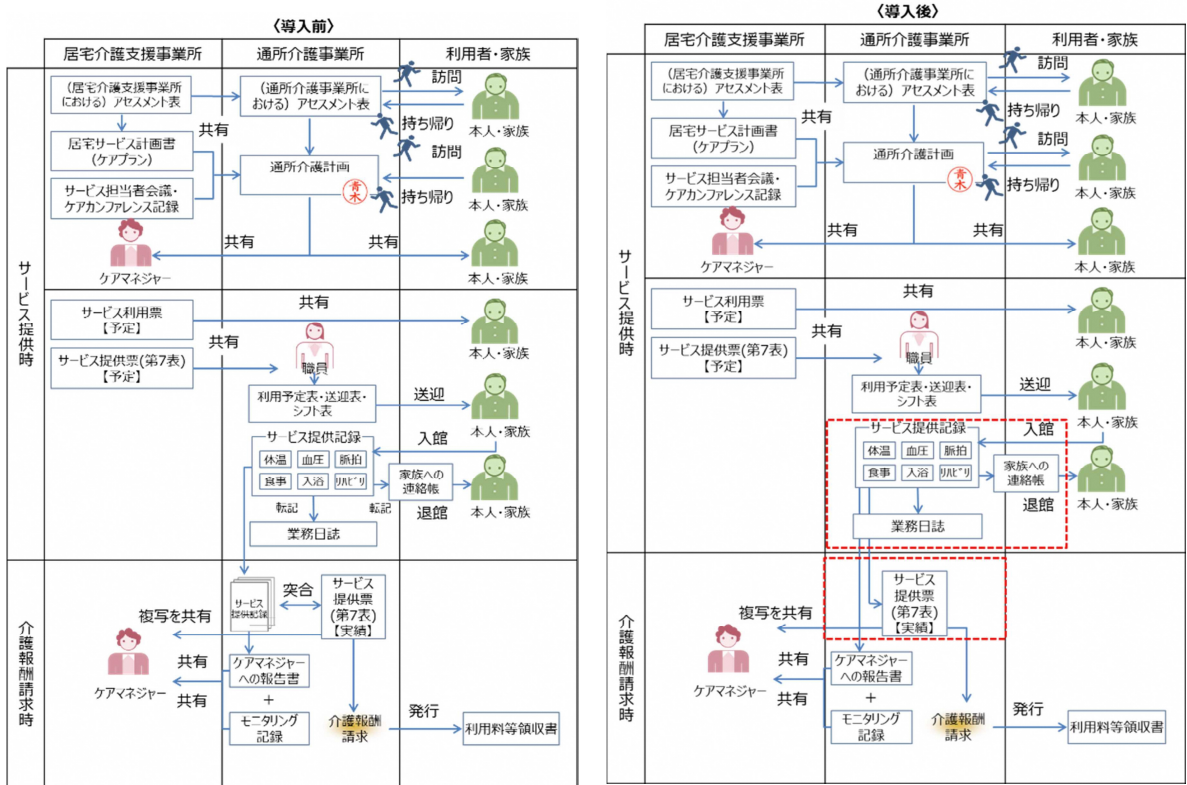 〈導入前〉
居宅介護支援事業所
通所介護事業所
利用者・家族
サービス提供時
(居宅介護支援事業所
における) アセスメント表
(通所介護事業所に
おける) アセスメント表
訪問
持ち帰り
本人・家族
共有
居宅サービス計画書
(ケアプラン)
通所介護計画
青木
訪問
持ち帰り
本人・家族
サービス担当者会議・
ケアカンファレンス記録
共有
共有
ケアマネジャー
本人・家族
サービス利用票
【予定】
共有
本人・家族
サービス提供票(第7表)
【予定】
共有
職員
利用予定表・送迎表・
シフト表
送迎
本人・家族
サービス提供記録
体温
血圧
脈拍
食事
入浴
リハビリ
入館
家族への
連絡帳
退館
本人・家族
転記
転記
業務日誌
介護報酬請求時
サービス
提供記録
突合
サービス
提供票
(第7表)
【実績】
複写を共有
ケアマネジャー
共有
共有
ケアマネジャー
への報告書
+
モニタリング
記録
介護報酬
請求
発行
利用料等領収書
〈導入後〉
居宅介護支援事業所
通所介護事業所
利用者・家族
サービス提供時
(居宅介護支援事業所
における) アセスメント表
(通所介護事業所に
おける) アセスメント表
訪問
持ち帰り
本人・家族
共有
居宅サービス計画書
(ケアプラン)
通所介護計画
青木
訪問
持ち帰り
本人・家族
サービス担当者会議・
ケアカンファレンス記録
共有
共有
ケアマネジャー
本人・家族
サービス利用票
【予定】
共有
本人・家族
サービス提供票(第7表)
【予定】
共有
職員
利用予定表・送迎表・
シフト表
送迎
本人・家族
サービス提供記録
体温
血圧
脈拍
食事
入浴
リハビリ
入館
家族への
連絡帳
退館
本人・家族
業務日誌
介護報酬請求時
サービス
提供票
(第7表)
【実績】
複写を共有
ケアマネジャー
共有
共有
ケアマネジャー
への報告書
+
モニタリング
記録
介護報酬
請求
発行
利用料等領収書